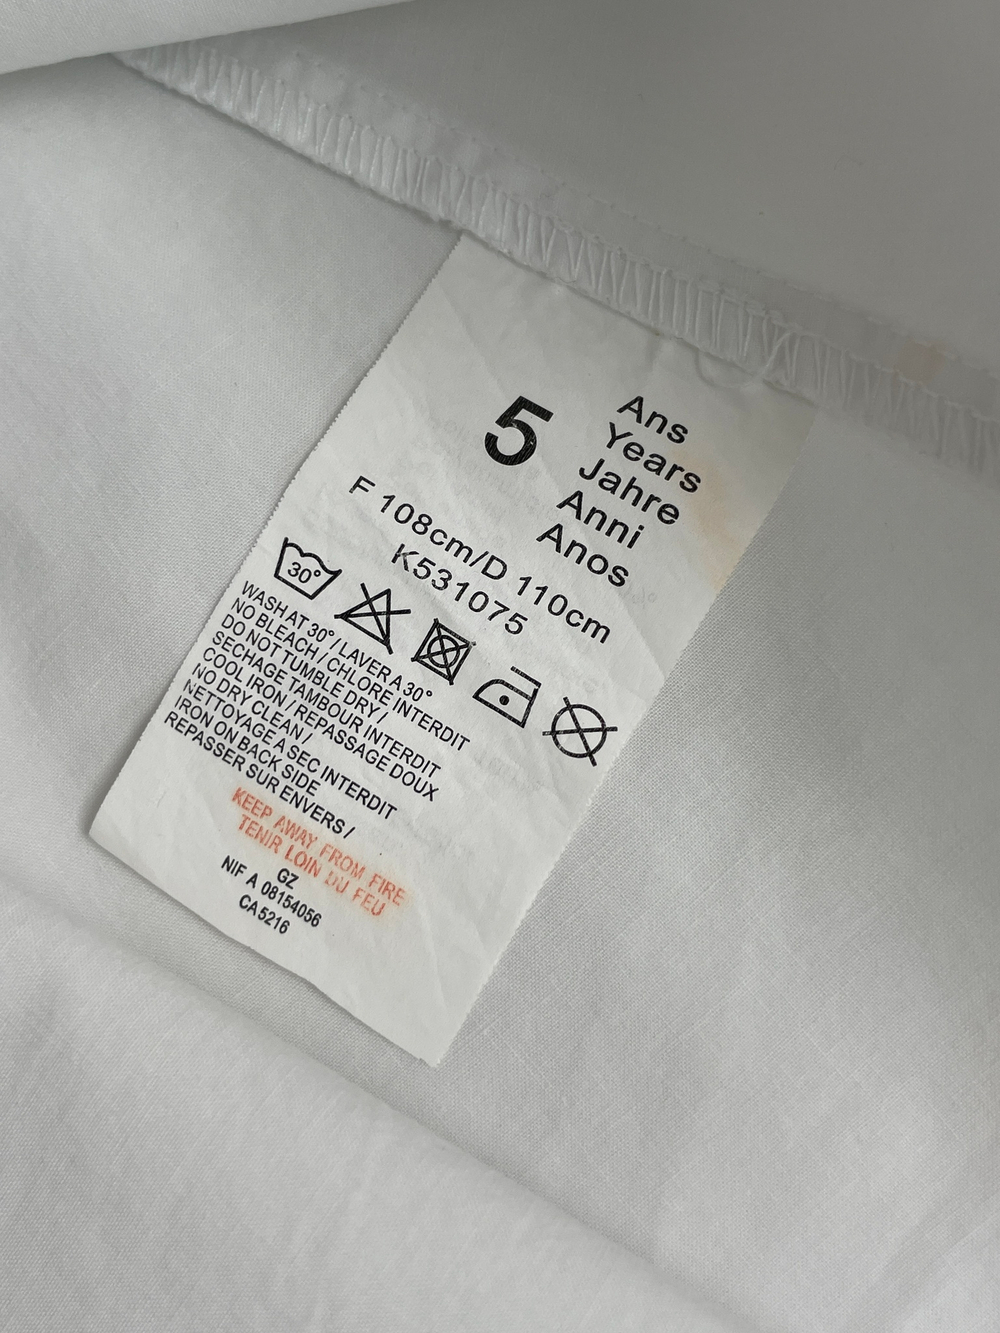 5
Ans
Years
Jahre
Anni
Anos
F 108cm/D 110cm
K531075
30°
WASH AT 30°/ LAVER A 30°
NO BLEACH / CHLORE INTERDIT
DO NOT TUMBLE DRY /
SECHAGE TAMBOUR INTERDIT
COOL IRON / REPASSAGE DOUX
NO DRY CLEAN /
NETTOYAGE A SEC INTERDIT
IRON ON BACK SIDE
REPASSER SUR ENVERS /
KEEP AWAY FROM FIRE
TENIR LOIN DU FEU
GZ
NIF A 08154056
CA 5216